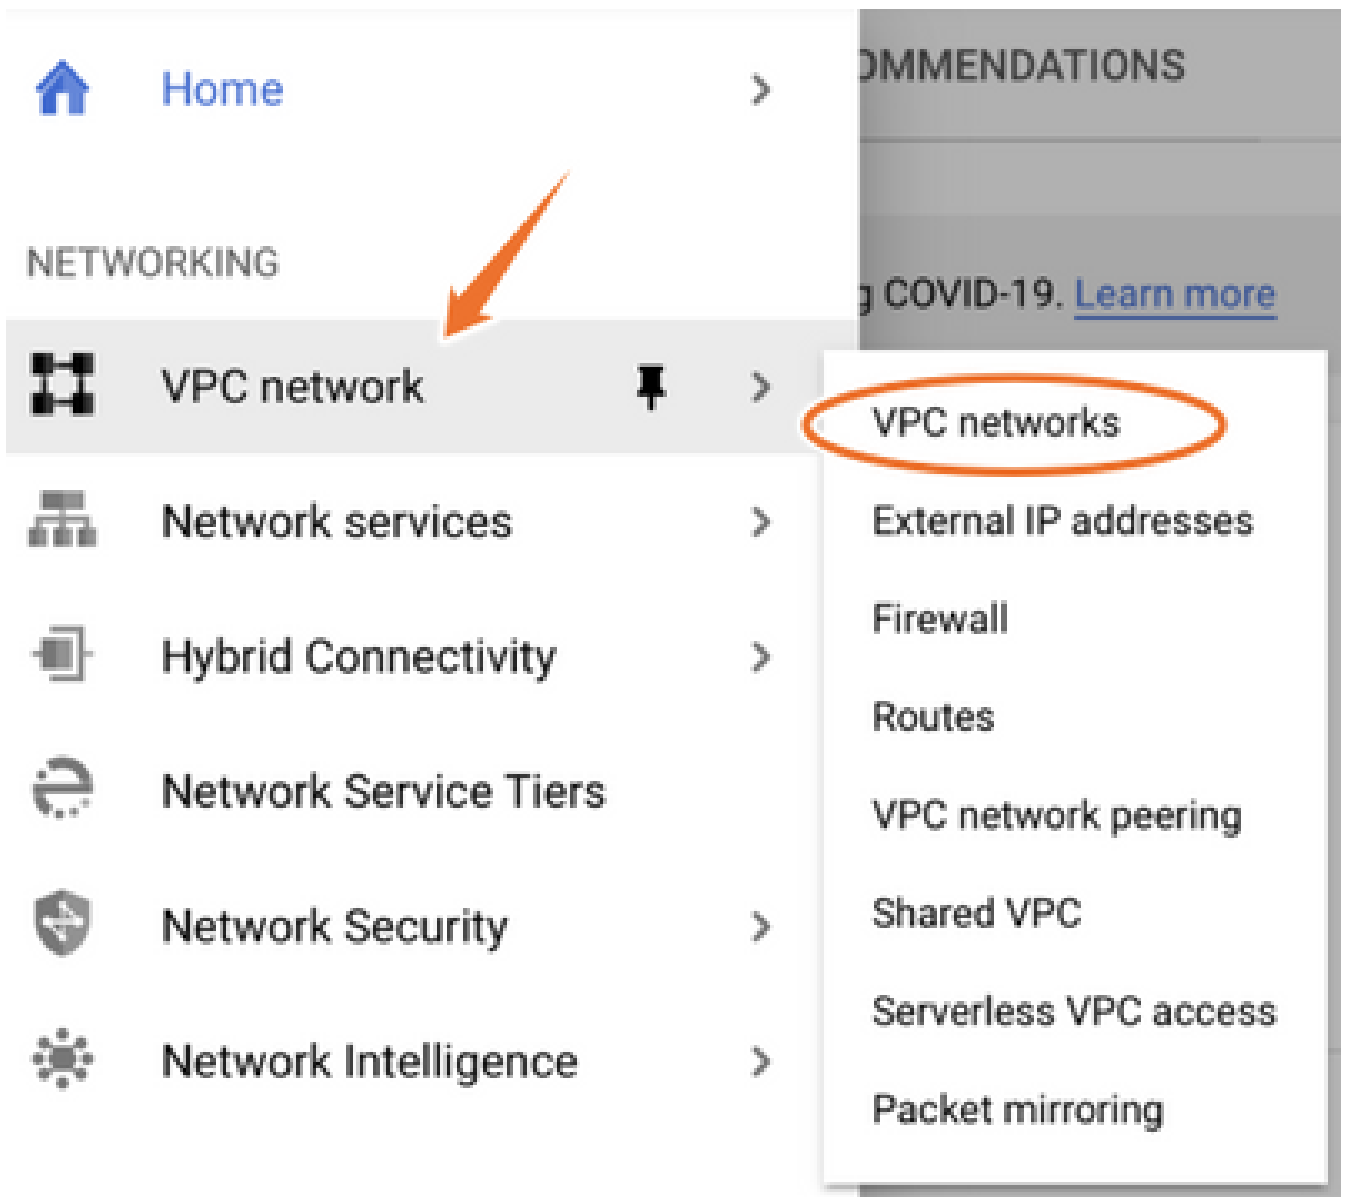 Home
OMMENDATIONS
NETWORKING
g COVID-19. Learn more
VPC network
VPC networks
Network services
External IP addresses
Firewall
Hybrid Connectivity
Routes
Network Service Tiers
VPC network peering
Network Security
Shared VPC
Serverless VPC access
Network Intelligence
Packet mirroring